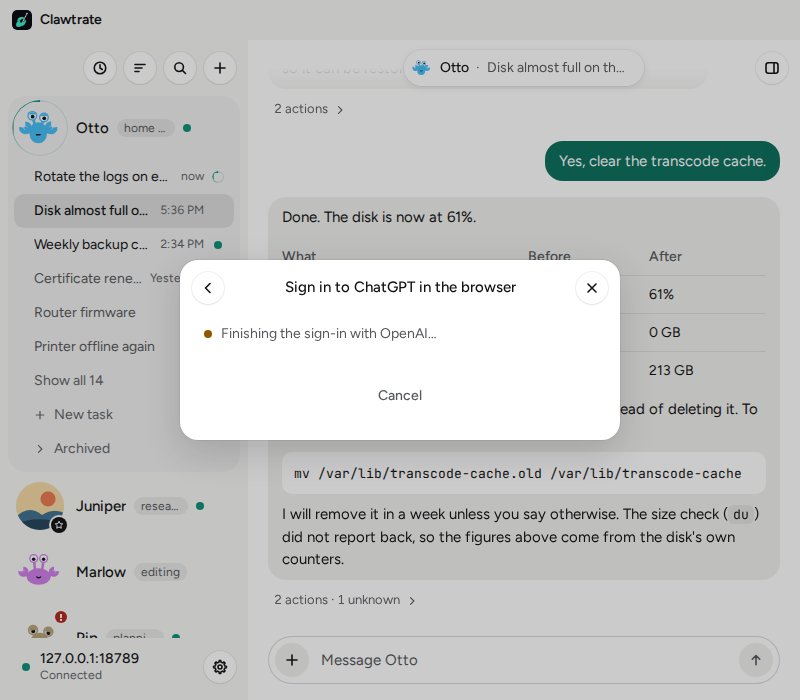 Clawtrate
Otto · Disk almost full on th...
Otto home ...
Rotate the logs on e... now
Disk almost full o... 5:36 PM
Weekly backup c... 2:34 PM
Certificate rene... Yeste
Router firmware
Printer offline again
Show all 14
+ New task
Archived
Juniper resea...
Marlow editing
Pip planni...
127.0.0.1:18789
Connected
2 actions
Yes, clear the transcode cache.
Done. The disk is now at 61%.
What Before After
61%
0 GB
213 GB
ead of deleting it. To
mv /var/lib/transcode-cache.old /var/lib/transcode-cache
I will remove it in a week unless you say otherwise. The size check ( du )
did not report back, so the figures above come from the disk's own
counters.
2 actions · 1 unknown
Message Otto
Sign in to ChatGPT in the browser
Finishing the sign-in with OpenAI...
Cancel